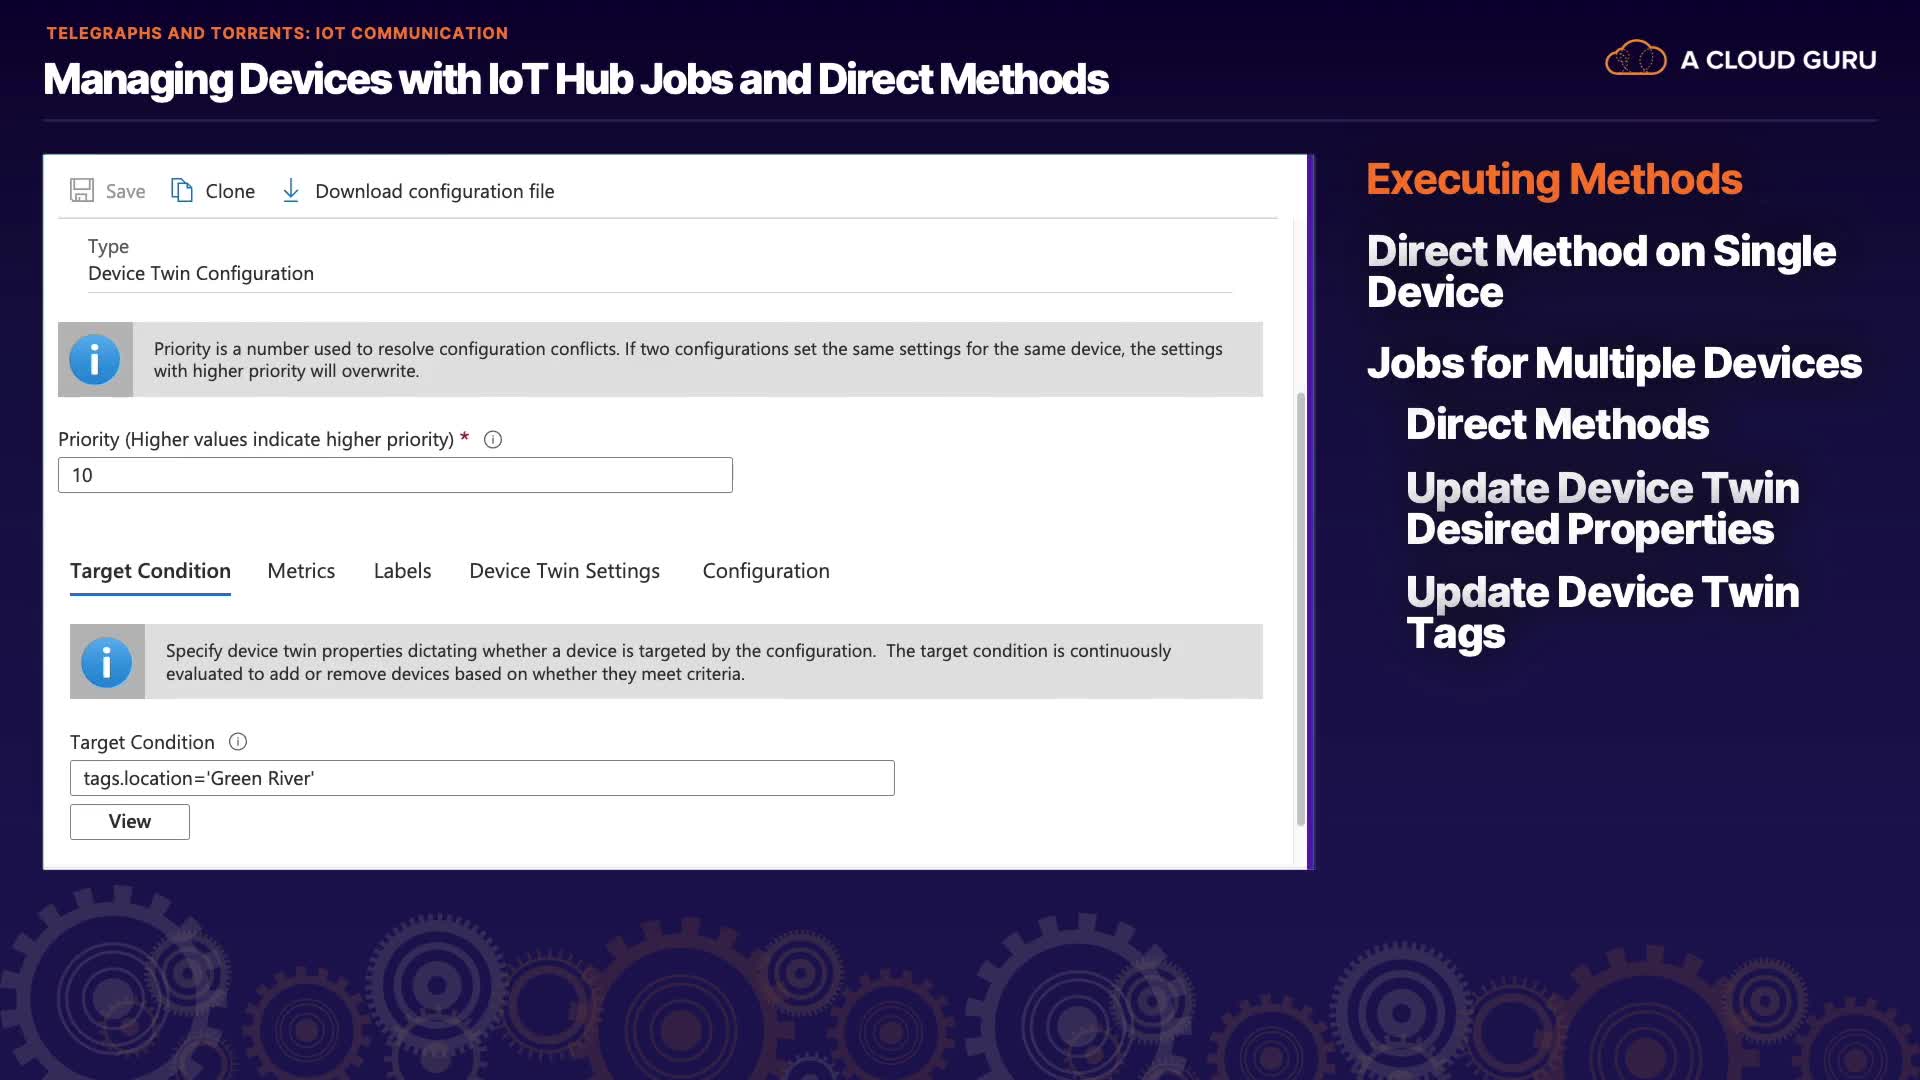 TELEGRAPHS AND TORRENTS: IOT COMMUNICATION
Managing Devices with IoT Hub Jobs and Direct Methods
A CLOUD GURU
Save Clone Download configuration file
Type
Device Twin Configuration
Priority is a number used to resolve configuration conflicts. If two configurations set the same settings for the same device, the settings
with higher priority will overwrite.
Priority (Higher values indicate higher priority) *
10
Target Condition Metrics Labels Device Twin Settings Configuration
Specify device twin properties dictating whether a device is targeted by the configuration. The target condition is continuously
evaluated to add or remove devices based on whether they meet criteria.
Target Condition
tags.location='Green River'
View
Executing Methods
Direct Method on Single
Device
Jobs for Multiple Devices
Direct Methods
Update Device Twin
Desired Properties
Update Device Twin
Tags